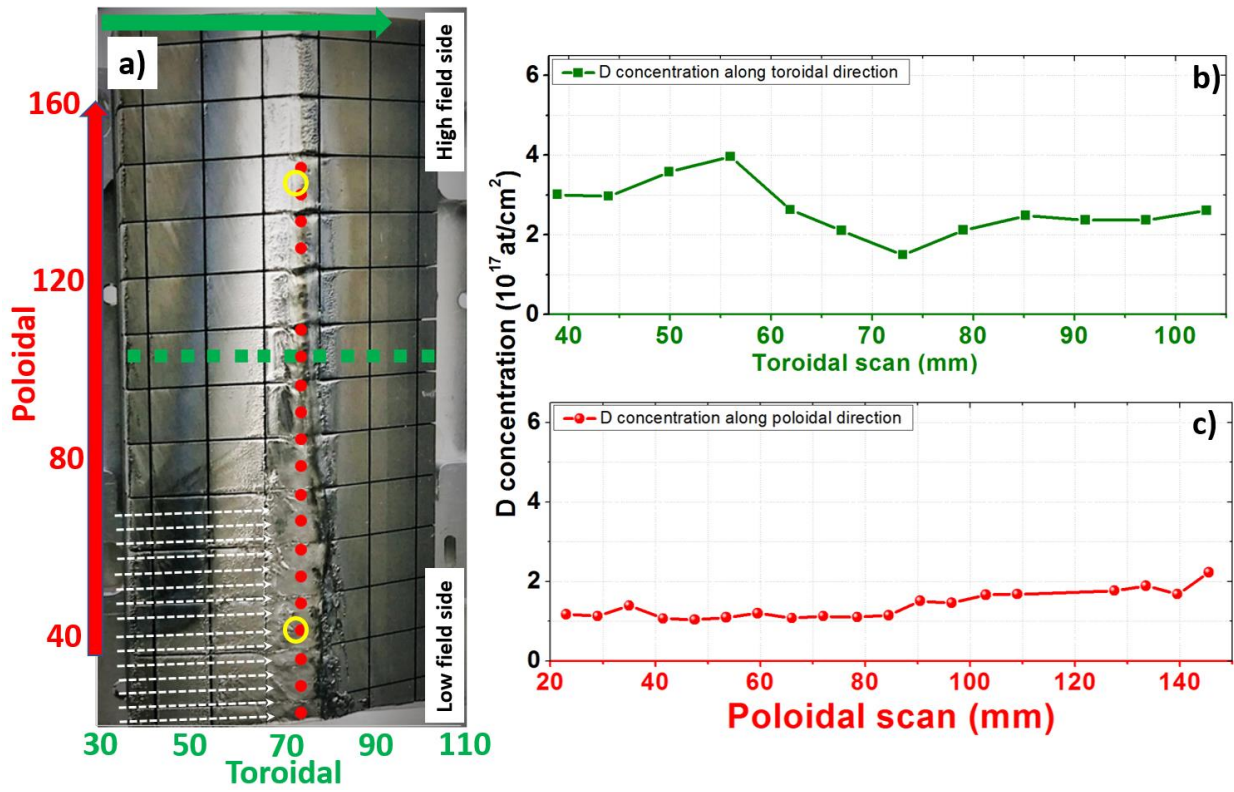 a)
High field side
Low field side
160
120
80
40
Poloidal
30 50 70 90 110
Toroidal
D concentration (10^17 at/cm^2)
b)
D concentration along toroidal direction
6
4
2
0
40 50 60 70 80 90 100
Toroidal scan (mm)
c)
D concentration along poloidal direction
6
4
2
0
20 40 60 80 100 120 140
Poloidal scan (mm)